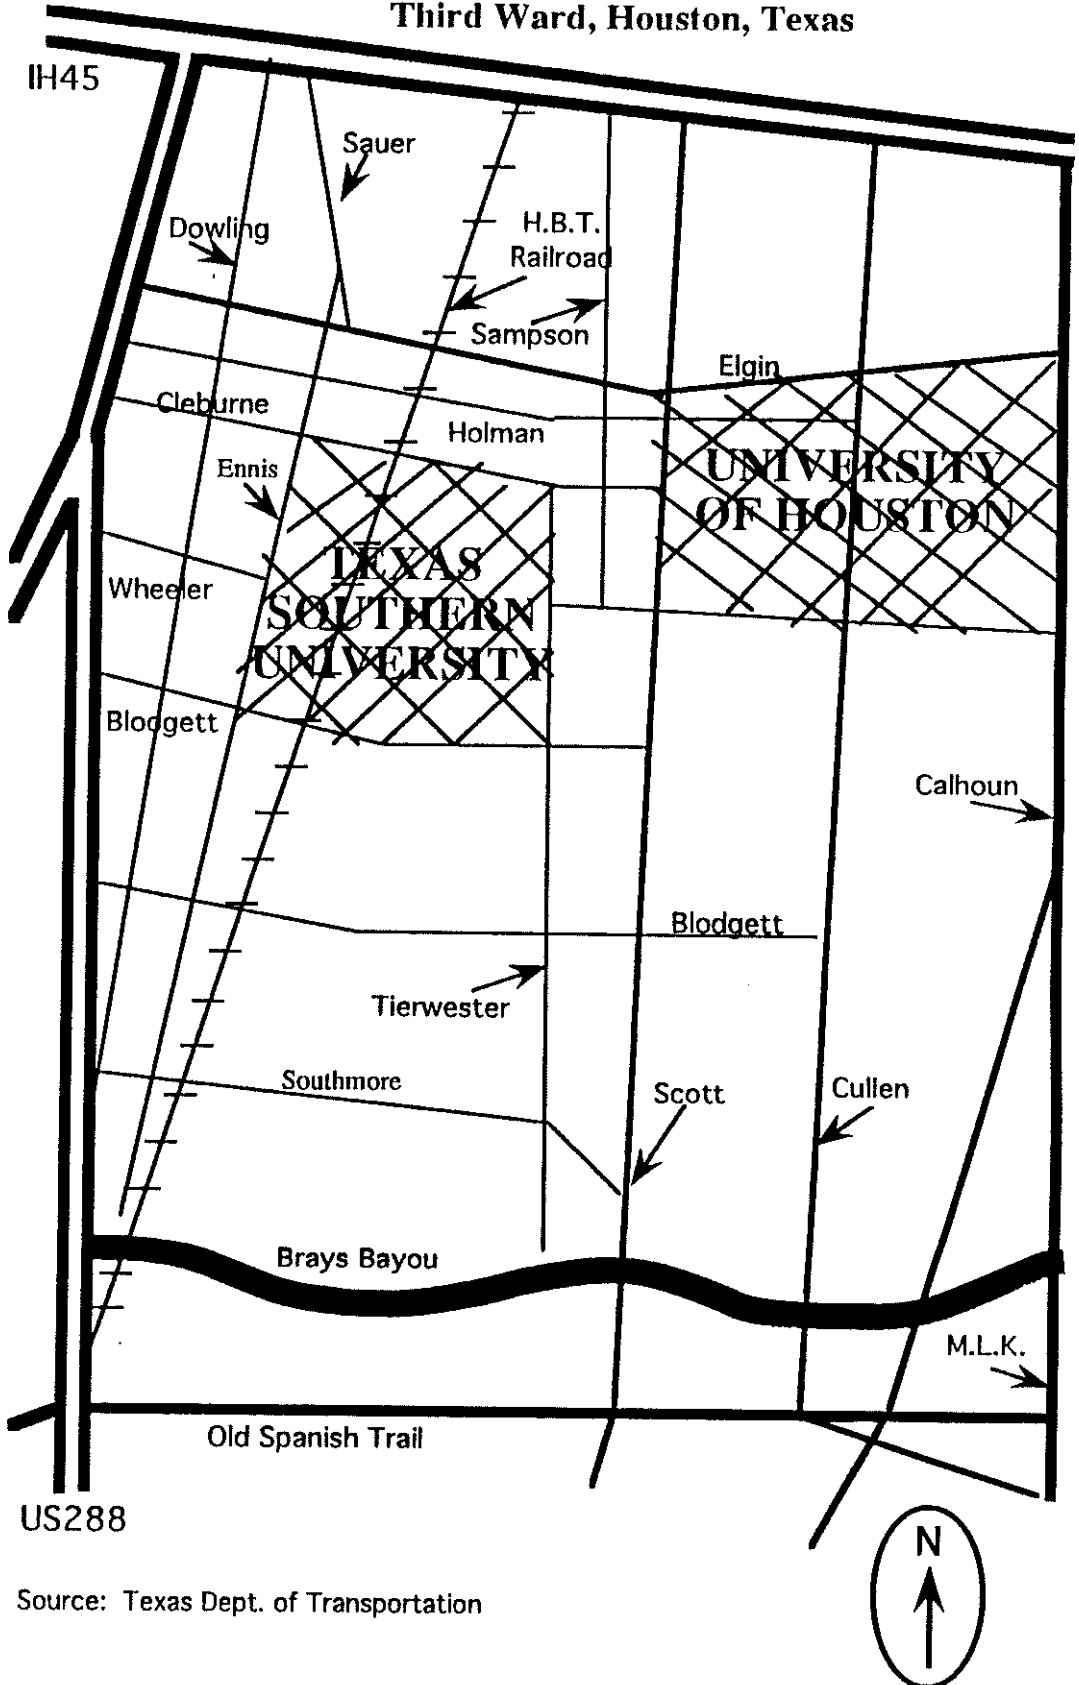 Third Ward, Houston, Texas
IH45
Sauer
Dowling
H.B.T.
Railroad
Sampson
Elgin
Cleburne
Holman
Ennis
UNIVERSITY
OF HOUSTON
TEXAS
SOUTHERN
UNIVERSITY
Wheeler
Blodgett
Calhoun
Blodgett
Tierwester
Southmore
Scott
Cullen
Brays Bayou
M.L.K.
Old Spanish Trail
US288
N
Source: Texas Dept. of Transportation